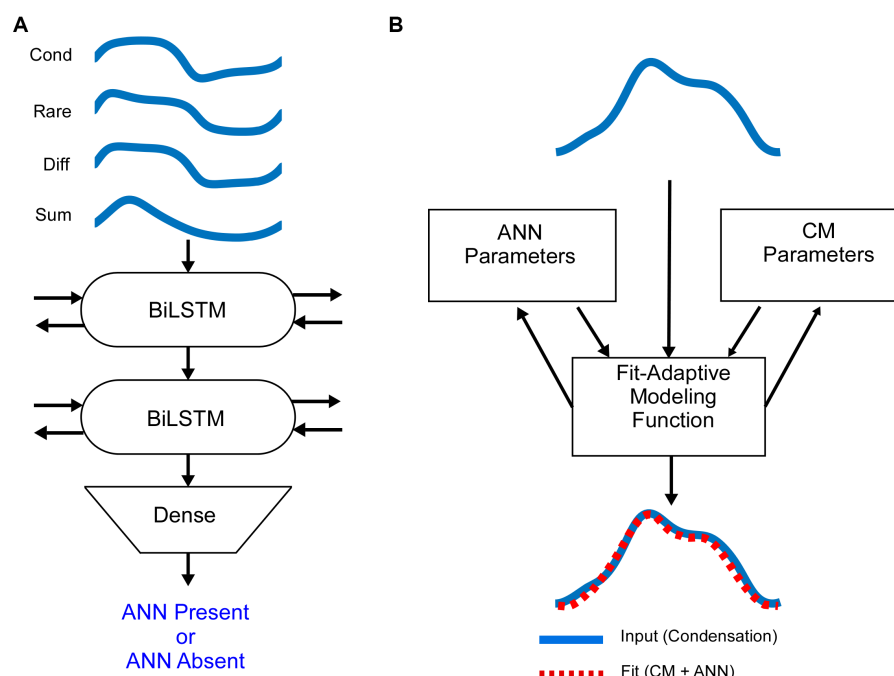 A
Cond
Rare
Diff
Sum
BiLSTM
BiLSTM
Dense
ANN Present
or
ANN Absent
B
ANN
Parameters
CM
Parameters
Fit-Adaptive
Modeling
Function
Input (Condensation)
Fit (CM + ANN)